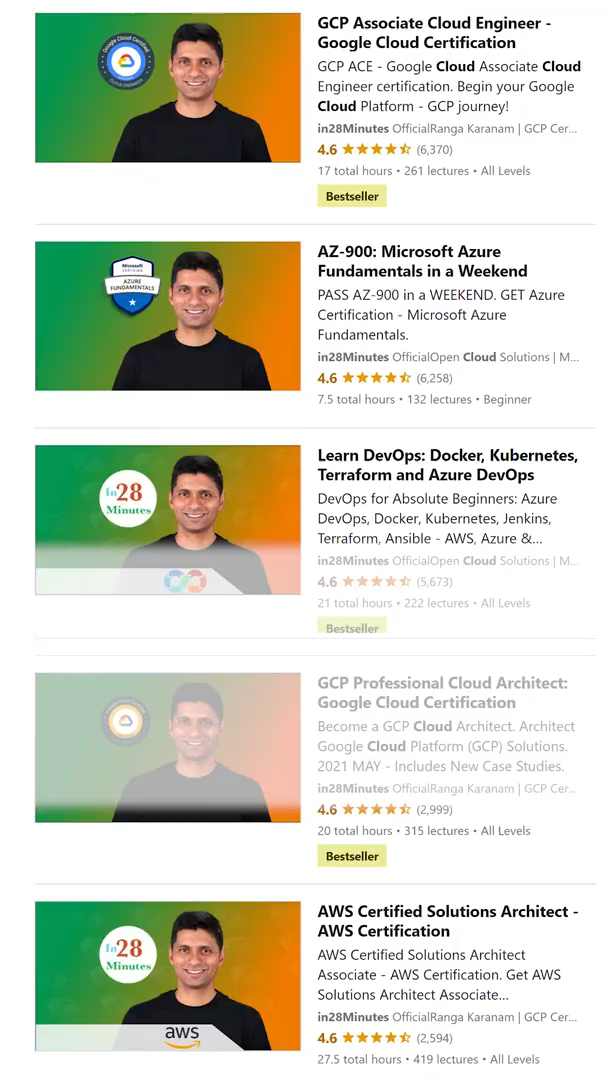 GCP Associate Cloud Engineer -
Google Cloud Certification
GCP ACE - Google Cloud Associate Cloud
Engineer certification. Begin your Google
Cloud Platform - GCP journey!
in28Minutes OfficialRanga Karanam | GCP Cer...
4.6 (6,370)
17 total hours • 261 lectures • All Levels
Bestseller
Microsoft
CERTIFIED
AZURE
FUNDAMENTALS
AZ-900: Microsoft Azure
Fundamentals in a Weekend
PASS AZ-900 in a WEEKEND. GET Azure
Certification - Microsoft Azure
Fundamentals.
in28Minutes OfficialOpen Cloud Solutions | M...
4.6 (6,258)
7.5 total hours • 132 lectures • Beginner
In28
Minutes
Learn DevOps: Docker, Kubernetes,
Terraform and Azure DevOps
DevOps for Absolute Beginners: Azure
DevOps, Docker, Kubernetes, Jenkins,
Terraform, Ansible - AWS, Azure &...
in28Minutes OfficialOpen Cloud Solutions | M...
4.6 (5,673)
21 total hours • 222 lectures • All Levels
Bestseller
GCP Professional Cloud Architect:
Google Cloud Certification
Become a GCP Cloud Architect. Architect
Google Cloud Platform (GCP) Solutions.
2021 MAY - Includes New Case Studies.
in28Minutes OfficialRanga Karanam | GCP Cer...
4.6 (2,999)
20 total hours • 315 lectures • All Levels
Bestseller
In28
Minutes
aws
AWS Certified Solutions Architect -
AWS Certification
AWS Certified Solutions Architect
Associate - AWS Certification. Get AWS
Solutions Architect Associate...
in28Minutes OfficialRanga Karanam | GCP Cer...
4.6 (2,594)
27.5 total hours • 419 lectures • All Levels